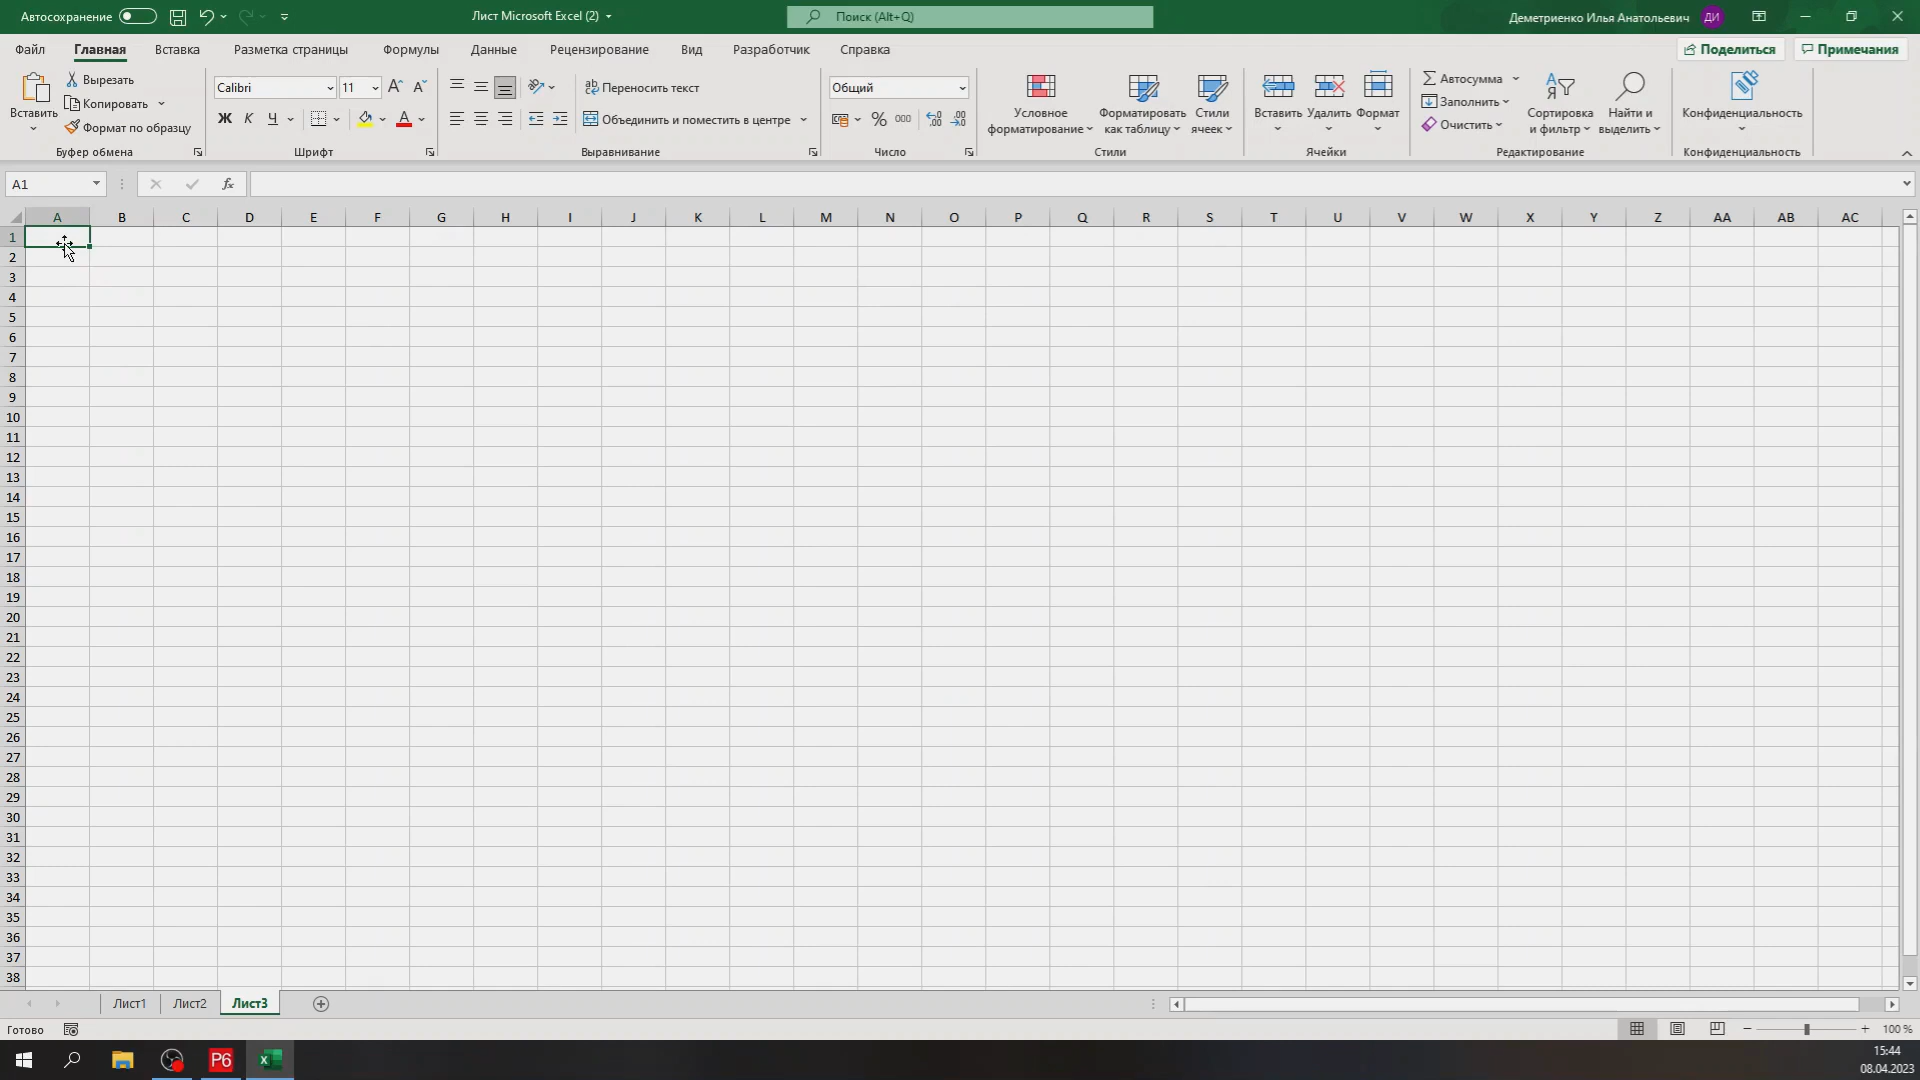 Автосохранение
Лист Microsoft Excel (2)
Поиск (Alt+Q)
Деметриенко Илья Анатольевич
ДИ
Файл Главная Вставка Разметка страницы Формулы Данные Рецензирование Вид Разработчик Справка
Поделиться
Примечания
Вставить
Вырезать
Копировать
Формат по образцу
Буфер обмена
Calibri 11
Ж К Ч
Шрифт
Переносить текст
Объединить и поместить в центре
Выравнивание
Общий
% 000
Число
Условное
форматирование
Форматировать
как таблицу
Стили
ячеек
Стили
Вставить Удалить Формат
Ячейки
Автосумма
Заполнить
Очистить
Сортировка
и фильтр
Найти и
выделить
Редактирование
Конфиденциальность
Конфиденциальность
A1
fx
A B C D E F G H I J K L M N O P Q R S T U V W X Y Z AA AB AC
1
2
3
4
5
6
7
8
9
10
11
12
13
14
15
16
17
18
19
20
21
22
23
24
25
26
27
28
29
30
31
32
33
34
35
36
37
38
Лист1 Лист2 Лист3
Готово
100 %
P6
15:44
08.04.2023